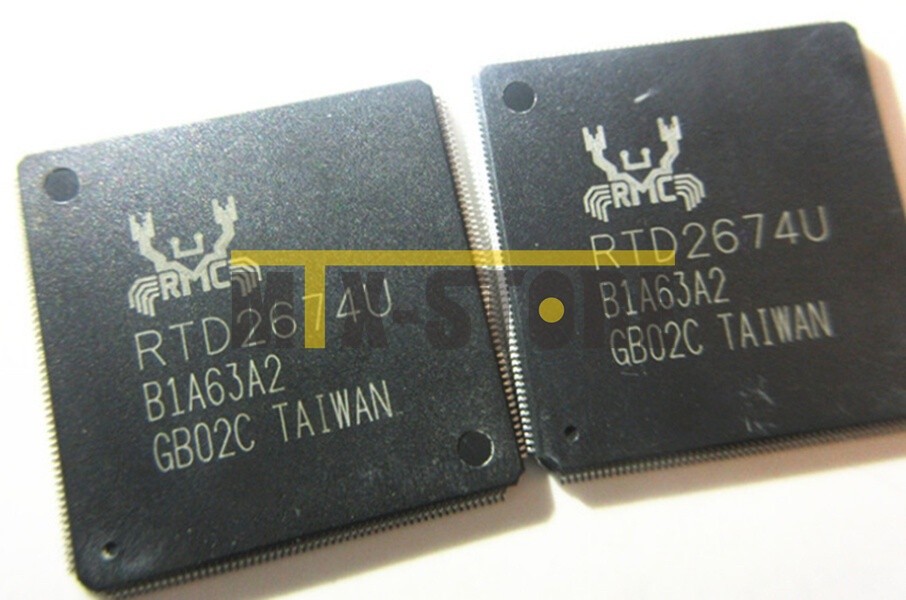 RMC
RTD2674U
B1A63A2
GB02C TAIWAN
RMC
RTD2674U
B1A63A2
GB02C TAIWAN